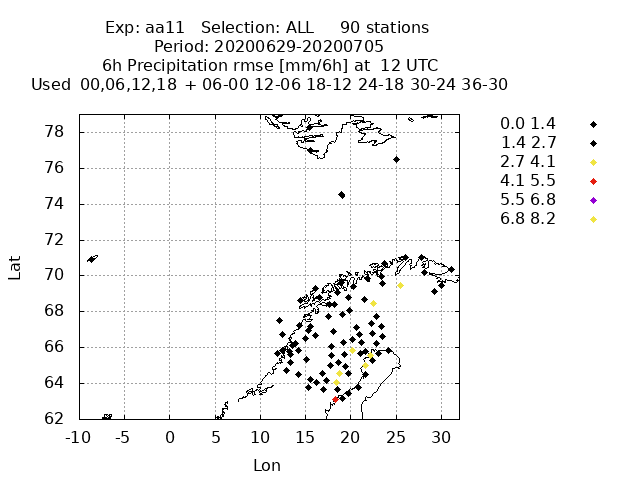 Exp: aa11 Selection: ALL 90 stations
Period: 20200629-20200705
6h Precipitation rmse [mm/6h] at 12 UTC
Used 00,06,12,18 + 06-00 12-06 18-12 24-18 30-24 36-30
0.0 1.4
1.4 2.7
2.7 4.1
4.1 5.5
5.5 6.8
6.8 8.2
Lat
78
76
74
72
70
68
66
64
62
-10 -5 0 5 10 15 20 25 30
Lon